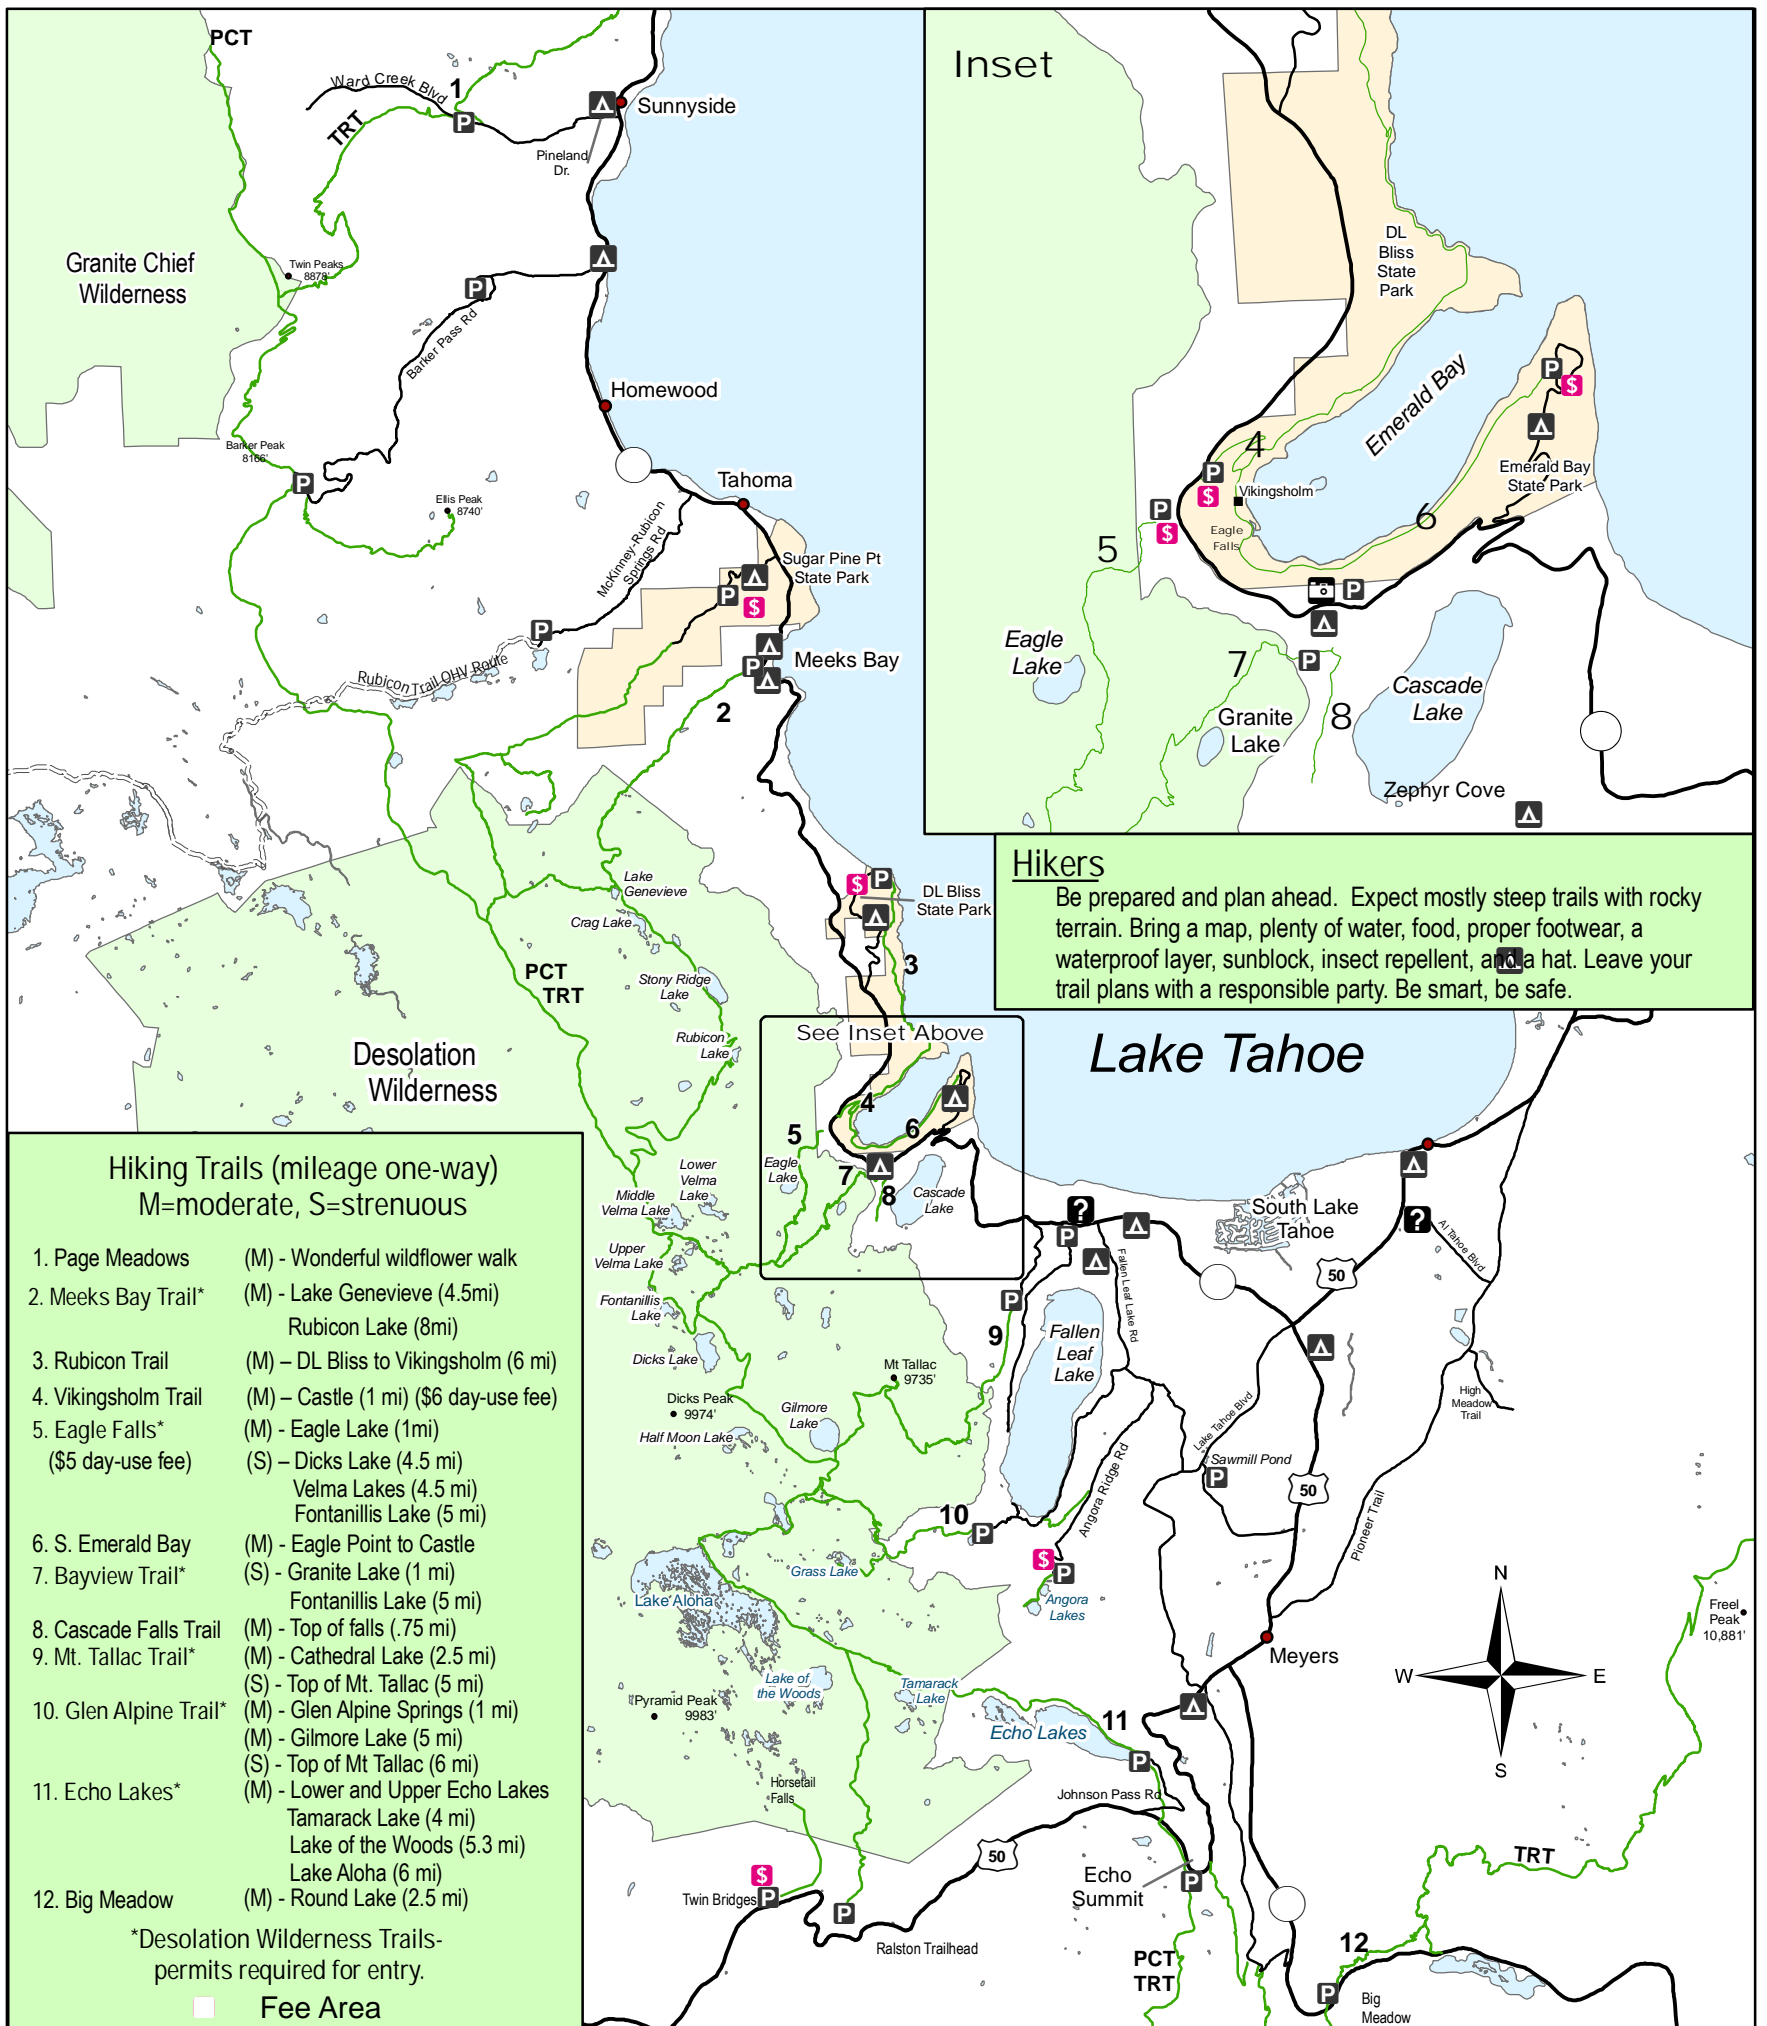 PCT
Ward Creek Blvd
1
TRT
P
Sunnyside
Pineland
Dr.
Granite Chief
Wilderness
Twin Peaks
8878'
P
Barker Pass Rd
Homewood
Barker Peak
8166'
P
Ellis Peak
8740'
Tahoma
McKinney-Rubicon
Springs Rd
Sugar Pine Pt
State Park
P
$
P
Rubicon Trail OHV Route
Meeks Bay
P
2
Inset
DL
Bliss
State
Park
Emerald Bay
P
$
4
P
$
Vikingsholm
Emerald Bay
State Park
P
$
Eagle
Falls
6
5
P
Eagle
Lake
7
P
Cascade
Lake
8
Granite
Lake
Zephyr Cove
Hikers
Be prepared and plan ahead. Expect mostly steep trails with rocky
terrain. Bring a map, plenty of water, food, proper footwear, a
waterproof layer, sunblock, insect repellent, and a hat. Leave your
trail plans with a responsible party. Be smart, be safe.
Lake
Genevieve
Crag Lake
$
P
DL Bliss
State Park
3
PCT
TRT
Stony Ridge
Lake
Rubicon
Lake
See Inset Above
Lake Tahoe
Desolation
Wilderness
4
5
6
Eagle
Lake
7
8
Cascade
Lake
Lower
Velma
Lake
Middle
Velma Lake
Upper
Velma Lake
Fontanillis
Lake
Dicks Lake
Dicks Peak
9974'
Half Moon Lake
Gilmore
Lake
Mt Tallac
9735'
?
P
P
9
Fallen
Leaf
Lake
Fallen Leaf Lake Rd
South Lake
Tahoe
?
Al Tahoe Blvd
50
High
Meadow
Trail
Lake Tahoe Blvd
Sawmill Pond
P
50
Angora Ridge Rd
Pioneer Trail
10
P
$
P
Angora
Lakes
Grass Lake
Lake Aloha
Lake of
the Woods
Tamarack
Lake
Pyramid Peak
9983'
Echo Lakes
11
P
Meyers
N
W
E
S
Freel
Peak
10,881'
Horsetail
Falls
Johnson Pass Rd
50
TRT
Echo
Summit
P
$
Twin Bridges
P
P
Ralston Trailhead
PCT
TRT
12
P
Big
Meadow
Hiking Trails (mileage one-way)
M=moderate, S=strenuous
1. Page Meadows (M) - Wonderful wildflower walk
2. Meeks Bay Trail* (M) - Lake Genevieve (4.5mi)
Rubicon Lake (8mi)
3. Rubicon Trail (M) – DL Bliss to Vikingsholm (6 mi)
4. Vikingsholm Trail (M) – Castle (1 mi) ($6 day-use fee)
5. Eagle Falls* (M) - Eagle Lake (1mi)
($5 day-use fee) (S) – Dicks Lake (4.5 mi)
Velma Lakes (4.5 mi)
Fontanillis Lake (5 mi)
6. S. Emerald Bay (M) - Eagle Point to Castle
7. Bayview Trail* (S) - Granite Lake (1 mi)
Fontanillis Lake (5 mi)
8. Cascade Falls Trail (M) - Top of falls (.75 mi)
9. Mt. Tallac Trail* (M) - Cathedral Lake (2.5 mi)
(S) - Top of Mt. Tallac (5 mi)
10. Glen Alpine Trail* (M) - Glen Alpine Springs (1 mi)
(M) - Gilmore Lake (5 mi)
(S) - Top of Mt Tallac (6 mi)
11. Echo Lakes* (M) - Lower and Upper Echo Lakes
Tamarack Lake (4 mi)
Lake of the Woods (5.3 mi)
Lake Aloha (6 mi)
12. Big Meadow (M) - Round Lake (2.5 mi)
*Desolation Wilderness Trails-
permits required for entry.
Fee Area